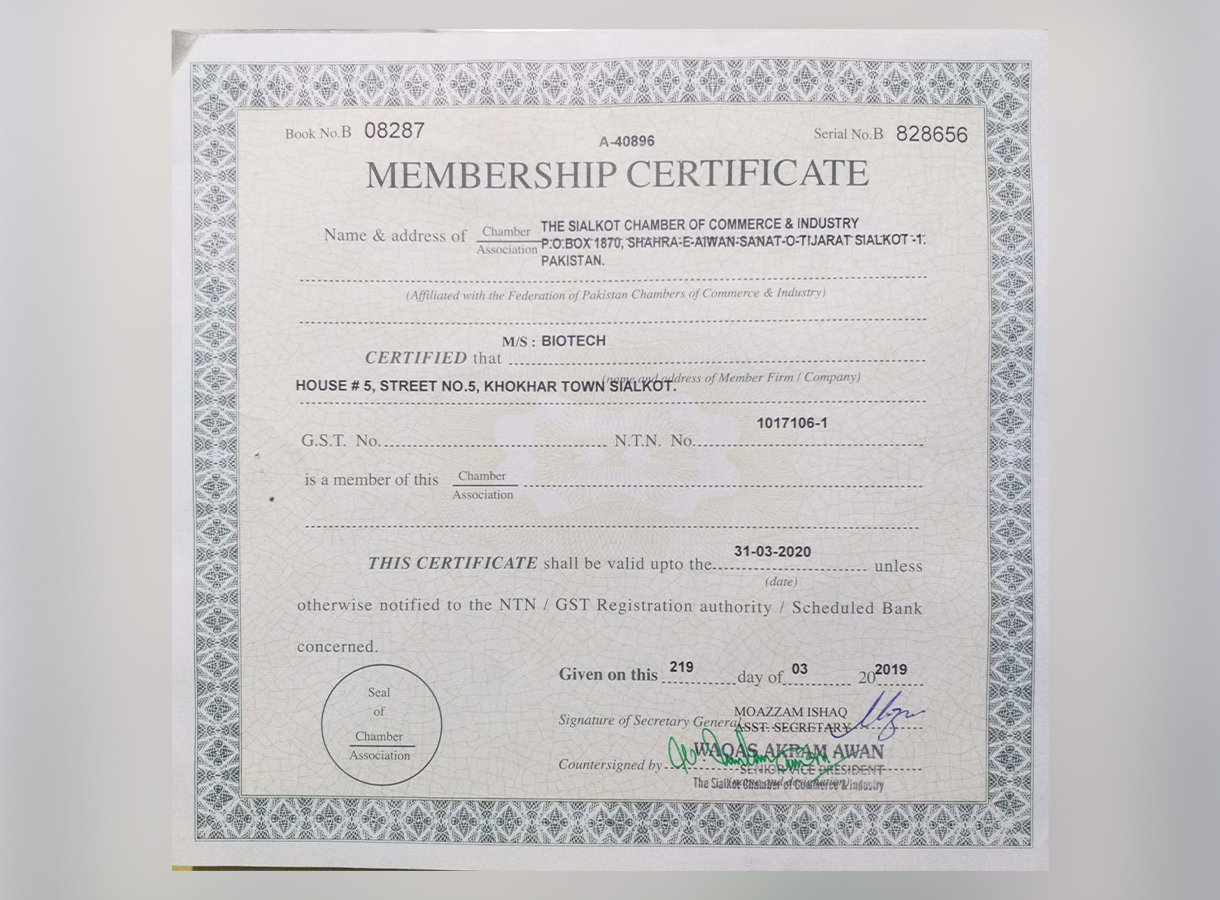 Book No.B 08287
A-40896
Serial No.B 828656
MEMBERSHIP CERTIFICATE
Name & address of Chamber Association THE SIALKOT CHAMBER OF COMMERCE & INDUSTRY
P.O.BOX 1870, SHAHRA-E-AIWAN-SANAT-O-TIJARAT SIALKOT -1.
PAKISTAN.
(Affiliated with the Federation of Pakistan Chambers of Commerce & Industry)
M/S : BIOTECH
CERTIFIED that
(name and address of Member Firm / Company)
HOUSE # 5, STREET NO.5, KHOKHAR TOWN SIALKOT.
1017106-1
G.S.T. No. N.T.N. No.
is a member of this Chamber Association
31-03-2020
THIS CERTIFICATE shall be valid upto the unless
(date)
otherwise notified to the NTN / GST Registration authority / Scheduled Bank
concerned.
Given on this 219 day of 03 202019
Seal
of
Chamber
Association
MOAZZAM ISHAQ
Signature of Secretary General ASST. SECRETARY
WAQAS AKRAM AWAN
Countersigned by SENIOR VICE PRESIDENT
The Sialkot Chamber of Commerce & Industry